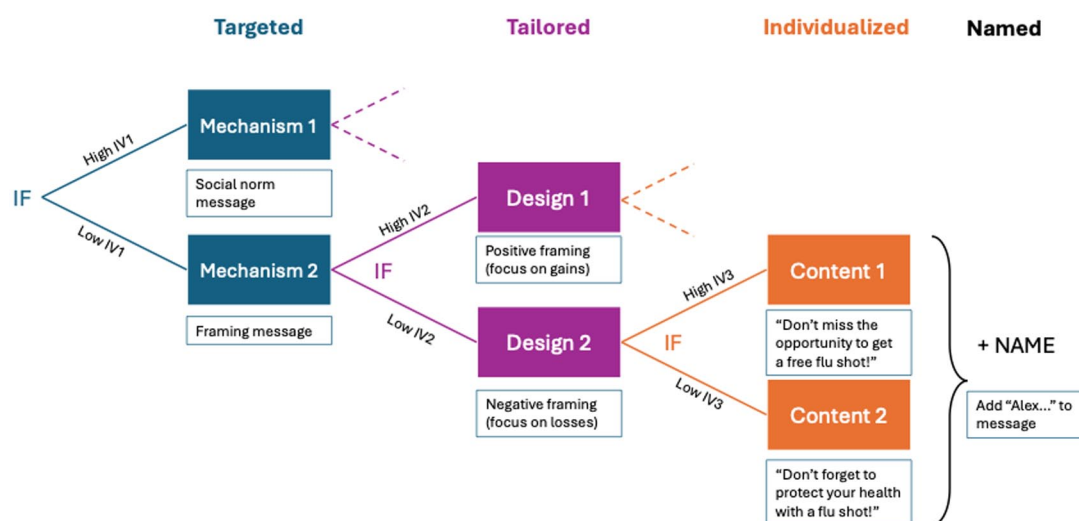 Targeted
Tailored
Individualized
Named
High IV1
Mechanism 1
Social norm
message
IF
Low IV1
Mechanism 2
Framing message
High IV2
Design 1
Positive framing
(focus on gains)
IF
Low IV2
Design 2
Negative framing
(focus on losses)
High IV3
Content 1
“Don’t miss the
opportunity to get
a free flu shot!”
IF
Low IV3
Content 2
“Don’t forget to
protect your health
with a flu shot!”
+ NAME
Add “Alex...” to
message